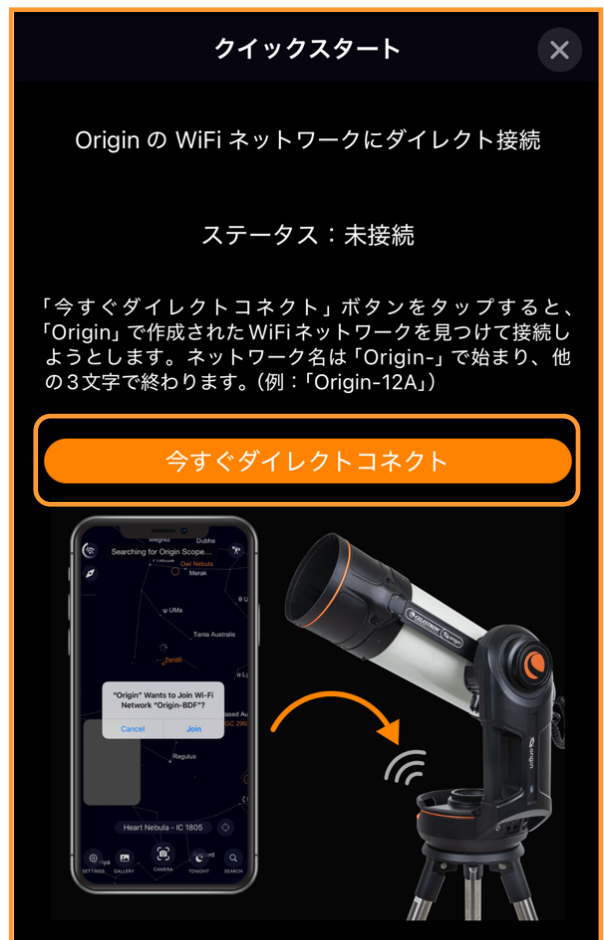 クイックスタート
Origin の WiFi ネットワークにダイレクト接続
ステータス：未接続
「今すぐダイレクトコネクト」ボタンをタップすると、
「Origin」で作成されたWiFiネットワークを見つけて接続し
ようとします。ネットワーク名は「Origin-」で始まり、他
の3文字で終わります。（例：「Origin-12A」）
今すぐダイレクトコネクト
Megrez
Dubhe
Searching for Origin Scope...
Owl Nebula
Merak
ψ UMa
Tania Australis
Zenith
"Origin" Wants to Join Wi-Fi
Network "Origin-BDF"?
Cancel
Join
Regulus
Heart Nebula - IC 1805
SETTINGS
GALLERY
CAMERA
TONIGHT
SEARCH
CELESTRON
Origin
Origin